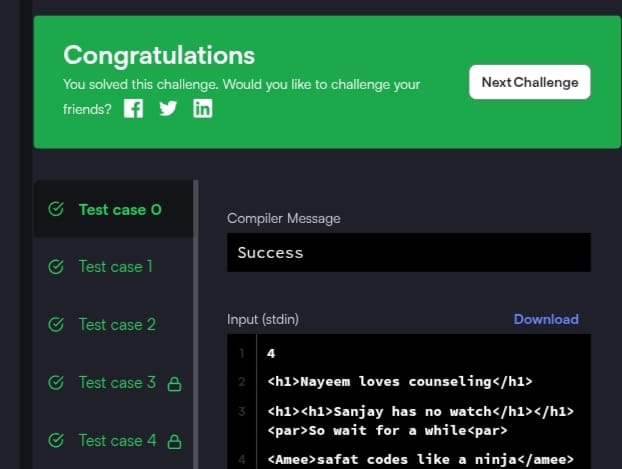 Congratulations
You solved this challenge. Would you like to challenge your
friends?
Next Challenge
Test case 0
Test case 1
Test case 2
Test case 3
Test case 4
Compiler Message
Success
Input (stdin)
Download
1 4
2 <h1>Nayeem loves counseling</h1>
3 <h1><h1>Sanjay has no watch</h1></h1>
<par>So wait for a while<par>
4 <Amee>safat codes like a ninja</amee>